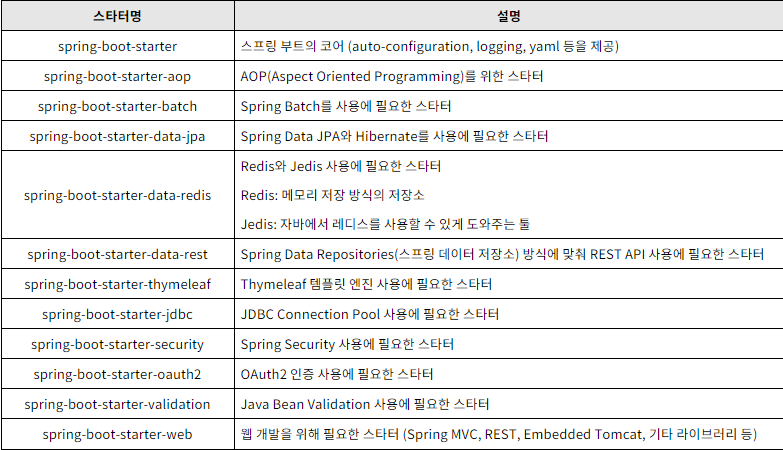 스타터명 설명
spring-boot-starter 스프링 부트의 코어 (auto-configuration, logging, yaml 등을 제공)
spring-boot-starter-aop AOP(Aspect Oriented Programming)를 위한 스타터
spring-boot-starter-batch Spring Batch를 사용에 필요한 스타터
spring-boot-starter-data-jpa Spring Data JPA와 Hibernate를 사용에 필요한 스타터
spring-boot-starter-data-redis
Redis와 Jedis 사용에 필요한 스타터
Redis: 메모리 저장 방식의 저장소
Jedis: 자바에서 레디스를 사용할 수 있게 도와주는 툴
spring-boot-starter-data-rest Spring Data Repositories(스프링 데이터 저장소) 방식에 맞춰 REST API 사용에 필요한 스타터
spring-boot-starter-thymeleaf Thymeleaf 템플릿 엔진 사용에 필요한 스타터
spring-boot-starter-jdbc JDBC Connection Pool 사용에 필요한 스타터
spring-boot-starter-security Spring Security 사용에 필요한 스타터
spring-boot-starter-oauth2 OAuth2 인증 사용에 필요한 스타터
spring-boot-starter-validation Java Bean Validation 사용에 필요한 스타터
spring-boot-starter-web 웹 개발을 위해 필요한 스타터 (Spring MVC, REST, Embedded Tomcat, 기타 라이브러리 등)